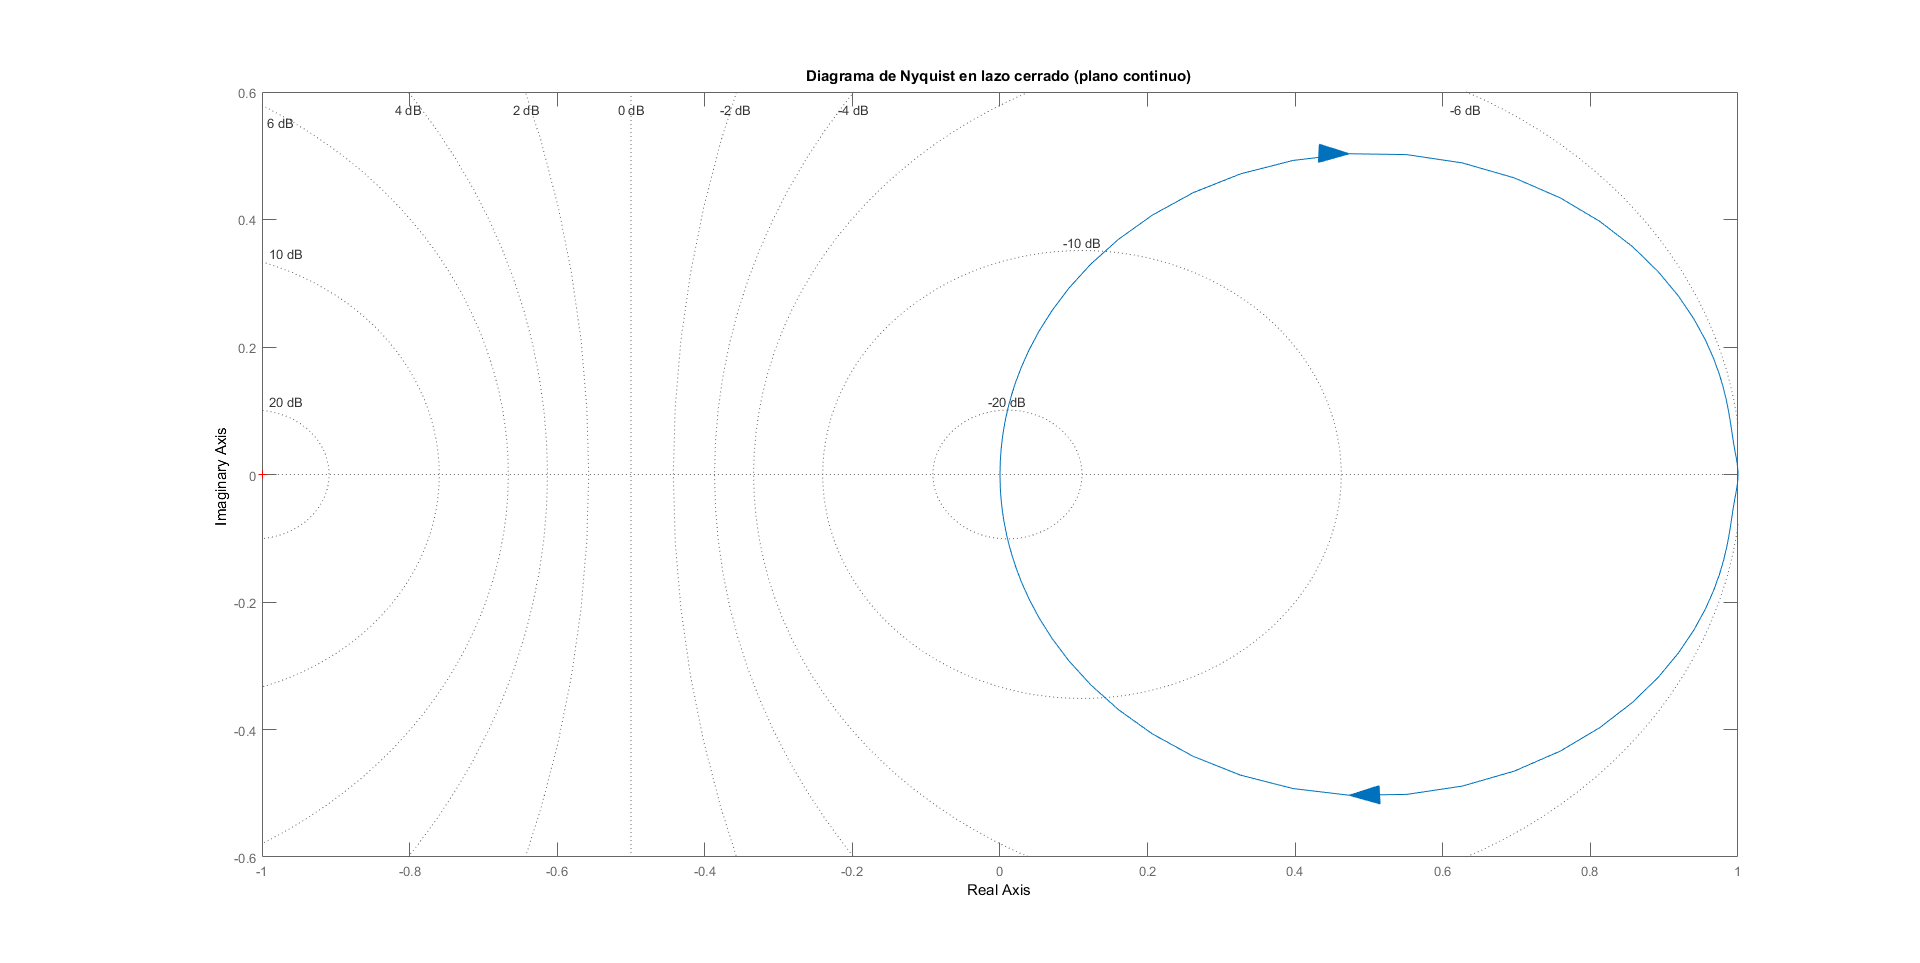 Diagrama de Nyquist en lazo cerrado (plano continuo)
0.6
4 dB
2 dB
0 dB
-2 dB
-4 dB
-6 dB
6 dB
0.4
-10 dB
10 dB
0.2
20 dB
-20 dB
Imaginary Axis
0
-0.2
-0.4
-0.6
-1
-0.8
-0.6
-0.4
-0.2
0
0.2
0.4
0.6
0.8
1
Real Axis